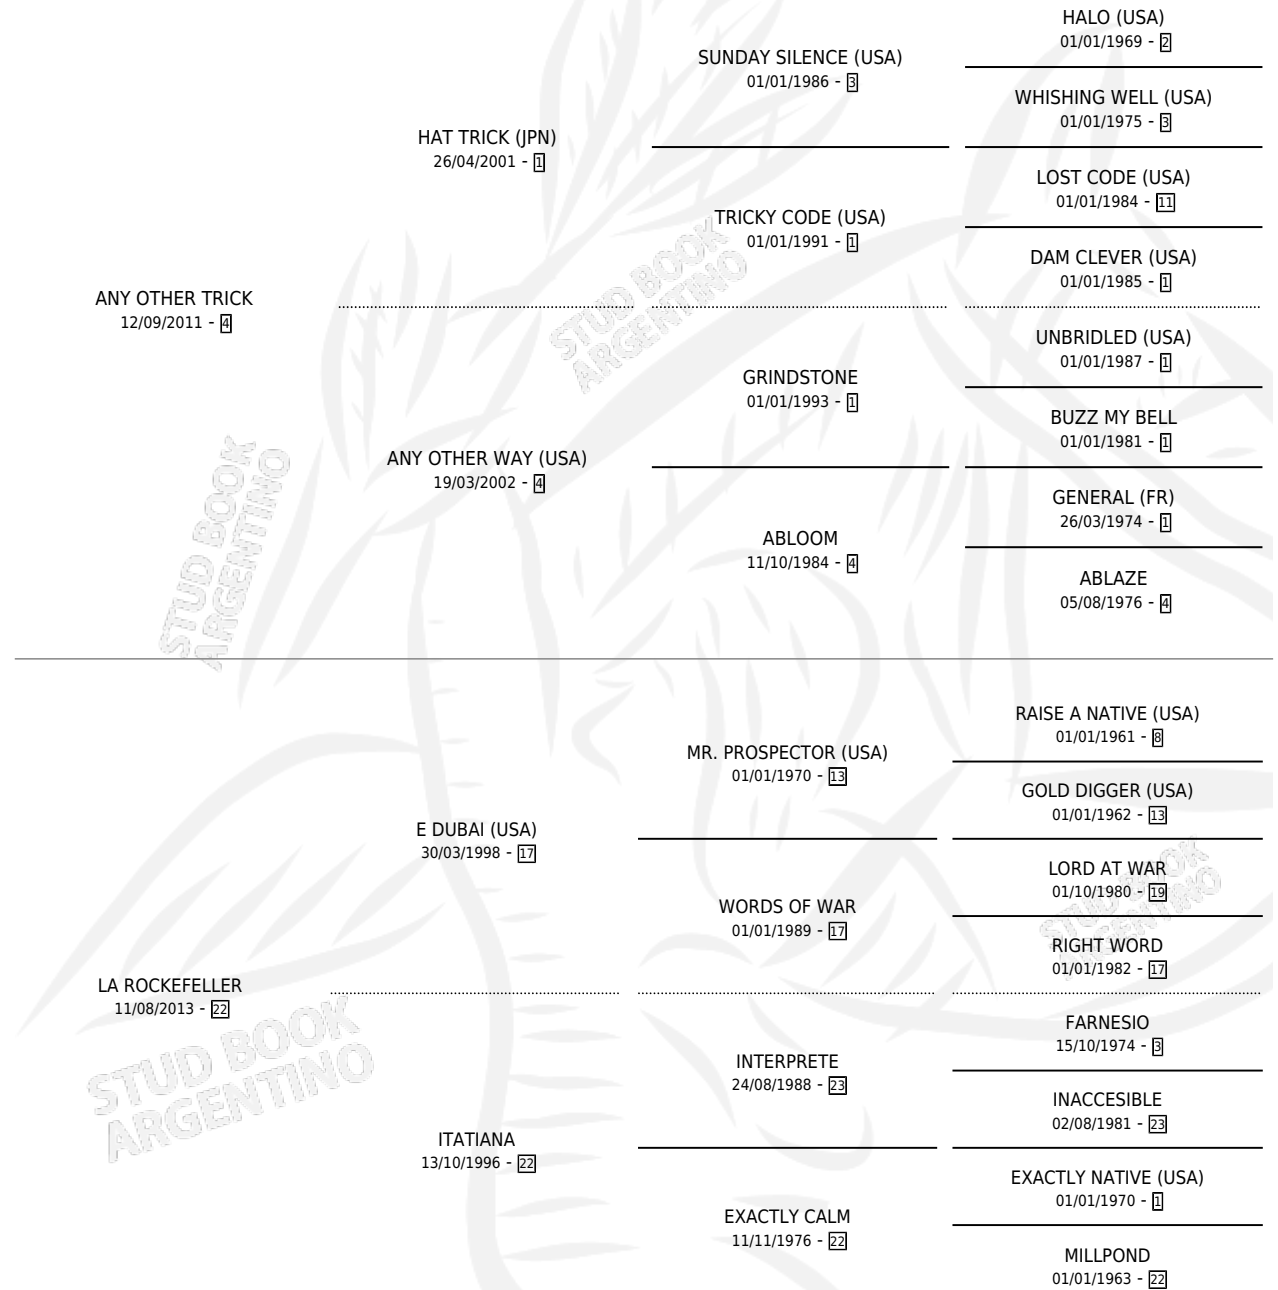 HALO (USA)
01/01/1969 - 2
SUNDAY SILENCE (USA)
01/01/1986 - 3
WHISHING WELL (USA)
01/01/1975 - 3
HAT TRICK (JPN)
26/04/2001 - 1
LOST CODE (USA)
01/01/1984 - 11
TRICKY CODE (USA)
01/01/1991 - 1
DAM CLEVER (USA)
01/01/1985 - 1
ANY OTHER TRICK
12/09/2011 - 4
UNBRIDLED (USA)
01/01/1987 - 1
GRINDSTONE
01/01/1993 - 1
BUZZ MY BELL
01/01/1981 - 1
ANY OTHER WAY (USA)
19/03/2002 - 4
GENERAL (FR)
26/03/1974 - 1
ABLOOM
11/10/1984 - 4
ABLAZE
05/08/1976 - 4
RAISE A NATIVE (USA)
01/01/1961 - 8
MR. PROSPECTOR (USA)
01/01/1970 - 13
GOLD DIGGER (USA)
01/01/1962 - 13
E DUBAI (USA)
30/03/1998 - 17
LORD AT WAR
01/10/1980 - 19
WORDS OF WAR
01/01/1989 - 17
RIGHT WORD
01/01/1982 - 17
LA ROCKEFELLER
11/08/2013 - 22
FARNESIO
15/10/1974 - 3
INTERPRETE
24/08/1988 - 23
INACCESIBLE
02/08/1981 - 23
ITATIANA
13/10/1996 - 22
EXACTLY NATIVE (USA)
01/01/1970 - 1
EXACTLY CALM
11/11/1976 - 22
MILLPOND
01/01/1963 - 22
STUD BOOK
ARGENTINO
STUD BOOK
ARGENTINO
STUD BOOK
ARGENTINO
STUD BOOK
ARGENTINO